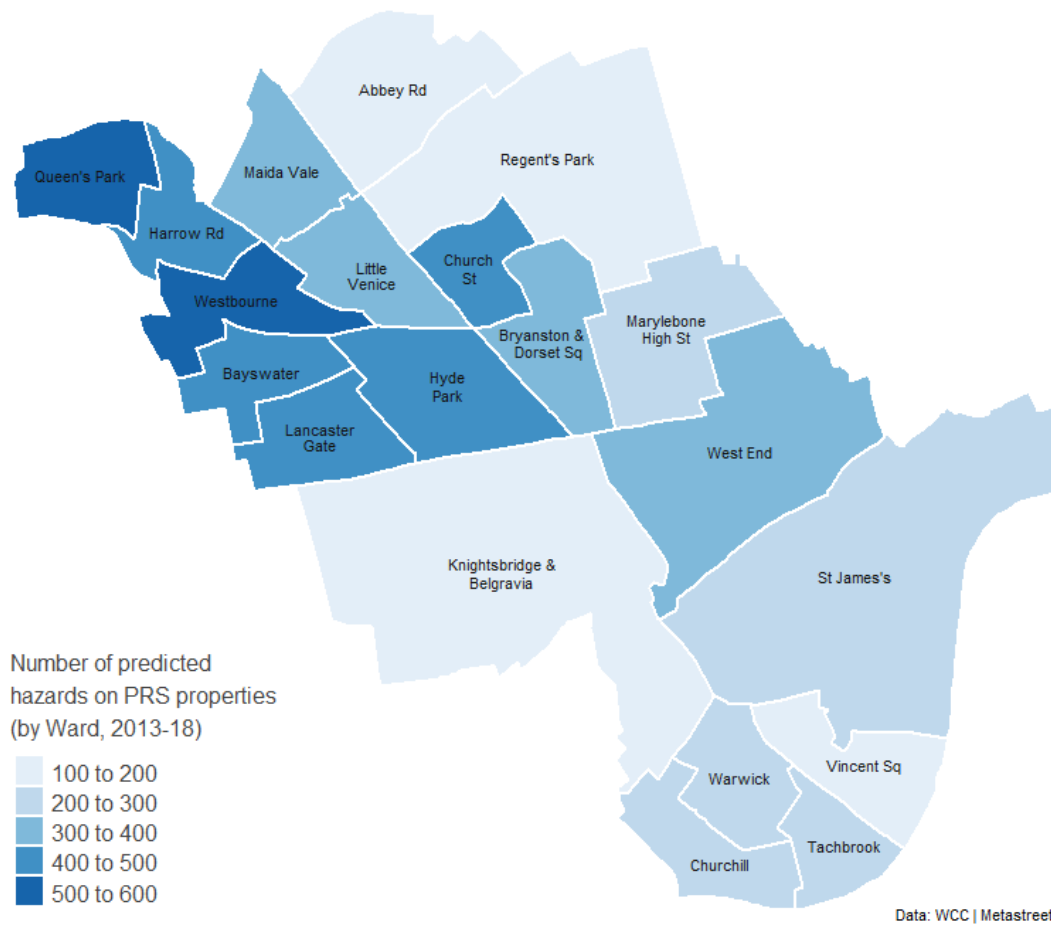 Abbey Rd
Regent's Park
Queen's Park
Maida Vale
Harrow Rd
Church
St
Little
Venice
Westbourne
Marylebone
High St
Bryanston &
Dorset Sq
Bayswater
Hyde
Park
Lancaster
Gate
West End
Knightsbridge &
Belgravia
St James's
Vincent Sq
Warwick
Tachbrook
Churchill
Number of predicted
hazards on PRS properties
(by Ward, 2013-18)
100 to 200
200 to 300
300 to 400
400 to 500
500 to 600
Data: WCC | Metastreet